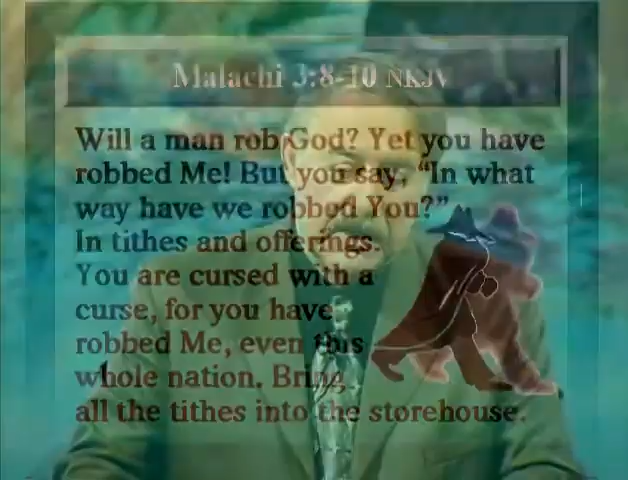 Malachi 3:8-10 NKJV
Will a man rob God? Yet you have
robbed Me! But you say, “In what
way have we robbed You?”
In tithes and offerings.
You are cursed with a
curse, for you have
robbed Me, even this
whole nation. Bring
all the tithes into the storehouse.